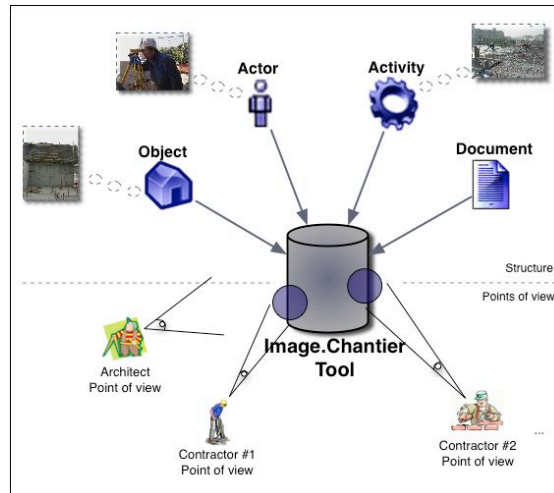 Actor
Activity
Object
Document
Structure
Points of view
Image.Chantier
Tool
Architect
Point of view
Contractor #1
Point of view
Contractor #2
Point of view
...